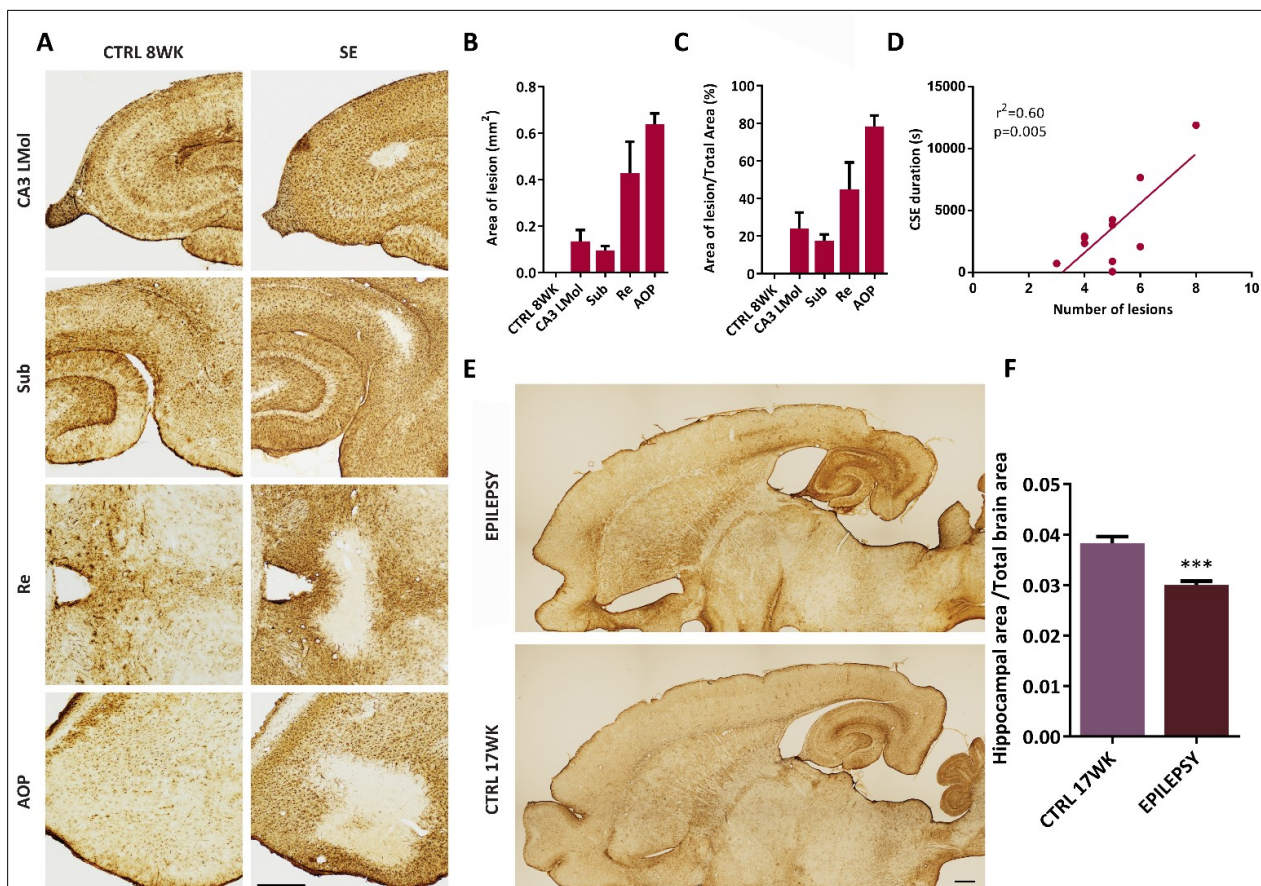 A
CTRL 8WK
SE
CA3 LMol
Sub
Re
AOP
B
Area of lesion (mm²)
0.8
0.6
0.4
0.2
0.0
CTRL 8WK
CA3 LMol
Sub
Re
AOP
C
Area of lesion/Total Area (%)
100
80
60
40
20
0
CTRL 8WK
CA3 LMol
Sub
Re
AOP
D
CSE duration (s)
15000
10000
5000
0
r²=0.60
p=0.005
0
2
4
6
8
10
Number of lesions
E
EPILEPSY
CTRL 17WK
F
Hippocampal area /Total brain area
0.05
0.04
0.03
0.02
0.01
0.00
***
CTRL 17WK
EPILEPSY